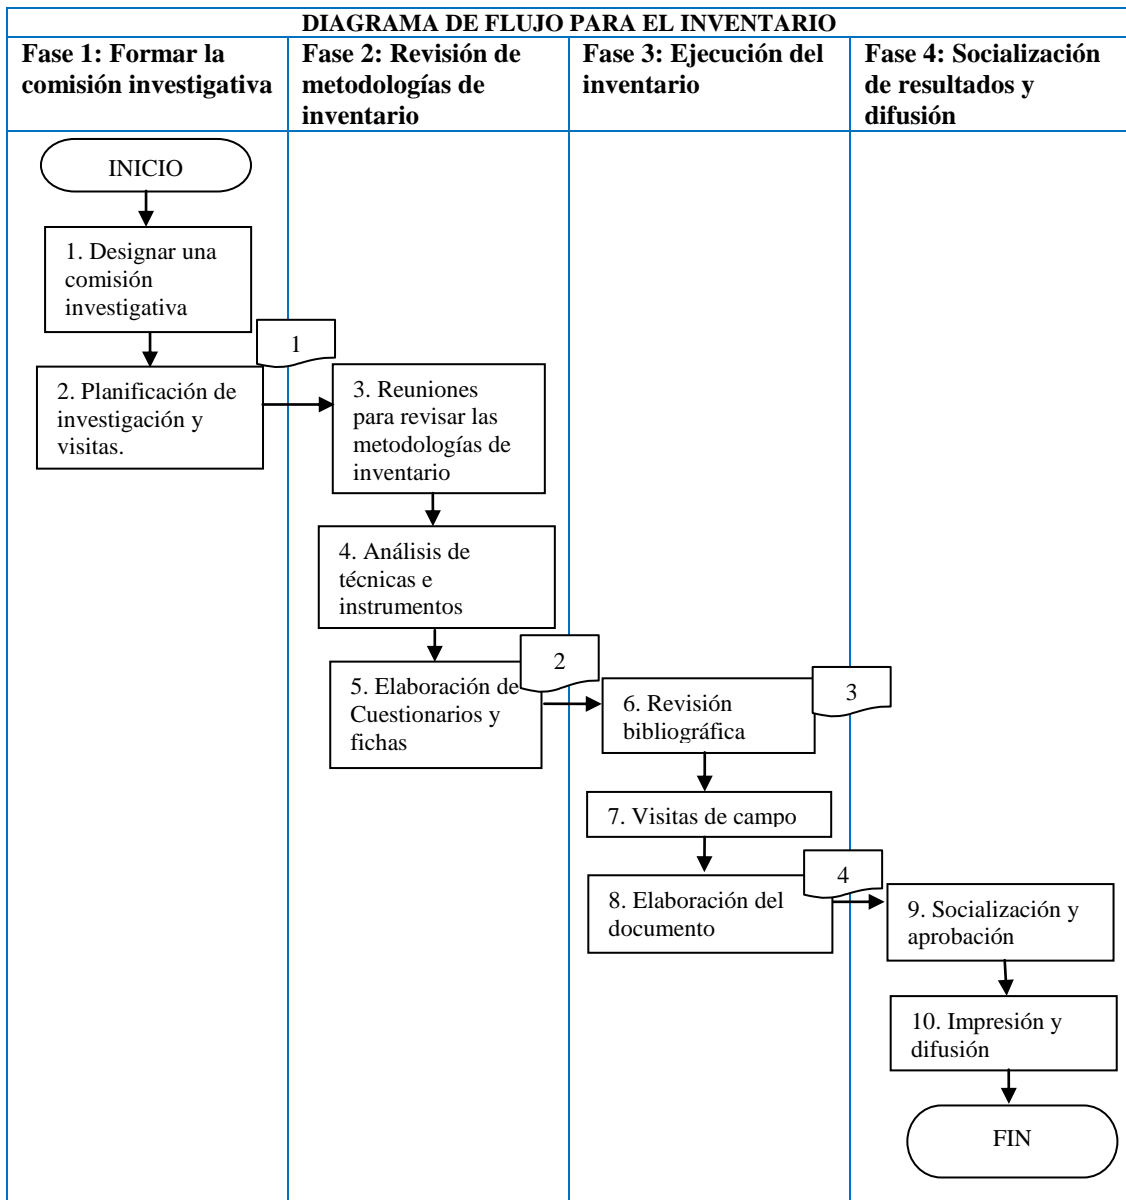 DIAGRAMA DE FLUJO PARA EL INVENTARIO
Fase 1: Formar la
comisión investigativa
Fase 2: Revisión de
metodologías de
inventario
Fase 3: Ejecución del
inventario
Fase 4: Socialización
de resultados y
difusión
INICIO
1. Designar una
comisión
investigativa
1
2. Planificación de
investigación y
visitas.
3. Reuniones
para revisar las
metodologías de
inventario
4. Análisis de
técnicas e
instrumentos
2
5. Elaboración de
Cuestionarios y
fichas
3
6. Revisión
bibliográfica
7. Visitas de campo
4
8. Elaboración del
documento
9. Socialización y
aprobación
10. Impresión y
difusión
FIN